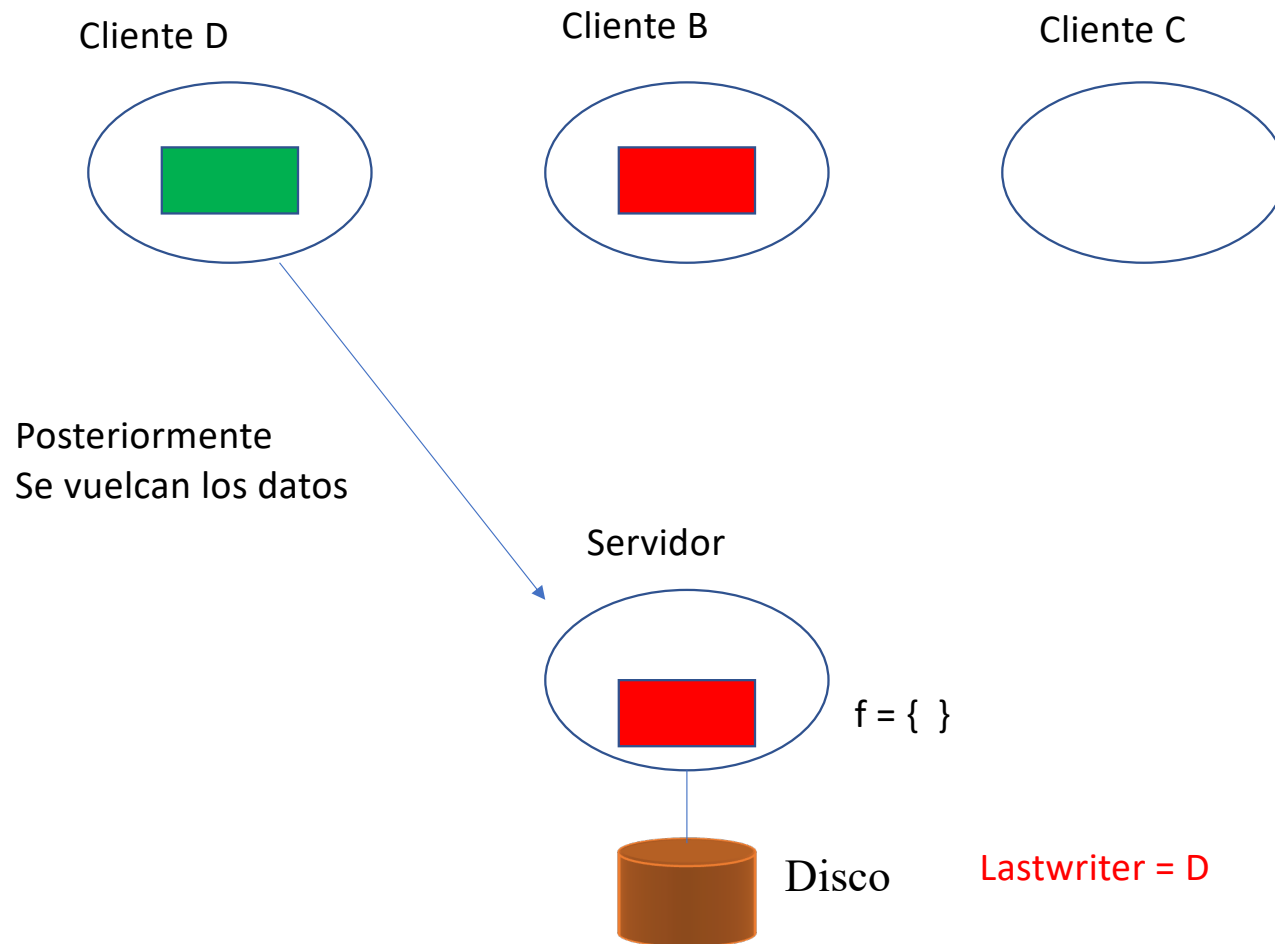 Cliente D
Cliente B
Cliente C
Posteriormente
Se vuelcan los datos
Servidor
f = { }
Disco
Lastwriter = D